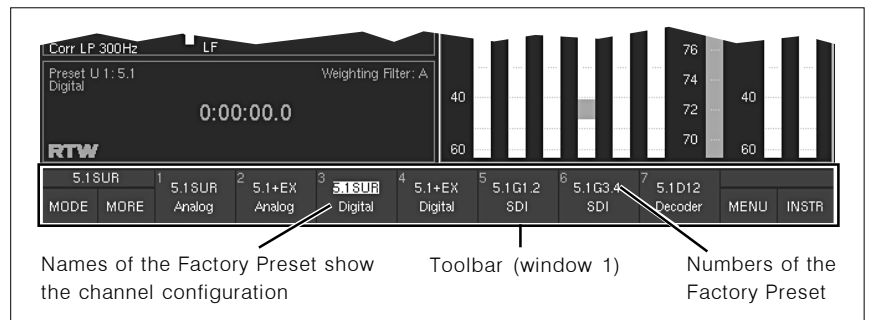 Corr LP 300Hz
LF
Preset U 1: 5.1
Weighting Filter: A
Digital
0:00:00.0
RTW
40
60
76
74
72
70
40
60
5.1SUR
MODE
MORE
1
5.1SUR
Analog
2
5.1+EX
Analog
3
5.1SUR
Digital
4
5.1+EX
Digital
5
5.1G1.2
SDI
6
5.1G3.4
SDI
7
5.1D12
Decoder
MENU
INSTR
Names of the Factory Preset show
the channel configuration
Toolbar (window 1)
Numbers of the
Factory Preset